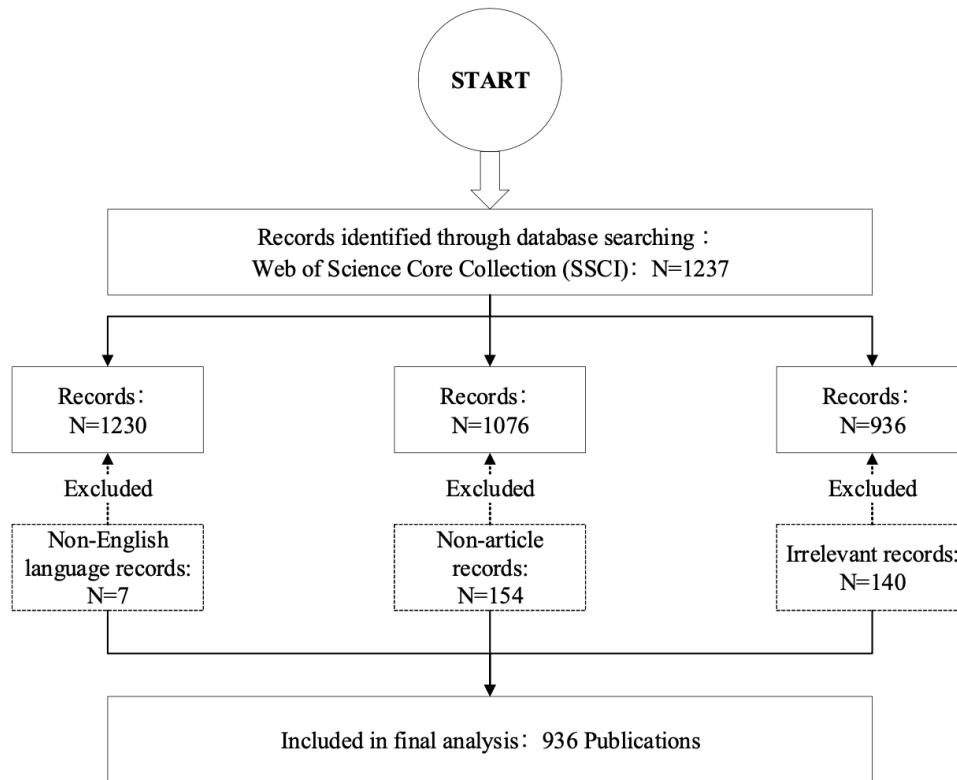 START
Records identified through database searching：
Web of Science Core Collection (SSCI)： N=1237
Records：
N=1230
Records：
N=1076
Records：
N=936
Excluded
Excluded
Excluded
Non-English
language records:
N=7
Non-article
records:
N=154
Irrelevant records:
N=140
Included in final analysis：936 Publications